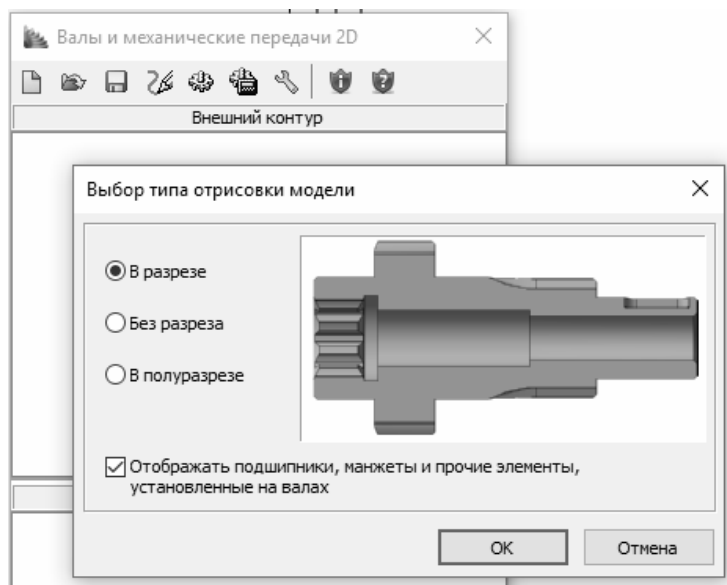 Валы и механические передачи 2D
Внешний контур
Выбор типа отрисовки модели
В разрезе
Без разреза
В полуразрезе
Отображать подшипники, манжеты и прочие элементы,
установленные на валах
OK
Отмена